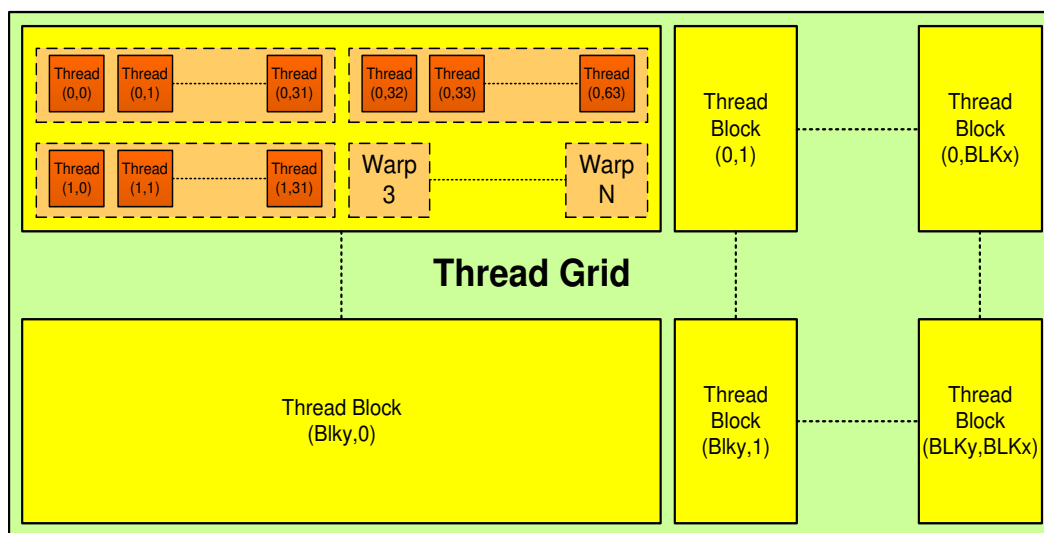 Thread
(0,0)
Thread
(0,1)
Thread
(0,31)
Thread
(0,32)
Thread
(0,33)
Thread
(0,63)
Thread
Block
(0,1)
Thread
Block
(0,BLKx)
Thread
(1,0)
Thread
(1,1)
Thread
(1,31)
Warp
3
Warp
N
Thread Grid
Thread Block
(Blky,0)
Thread
Block
(Blky,1)
Thread
Block
(BLKy,BLKx)